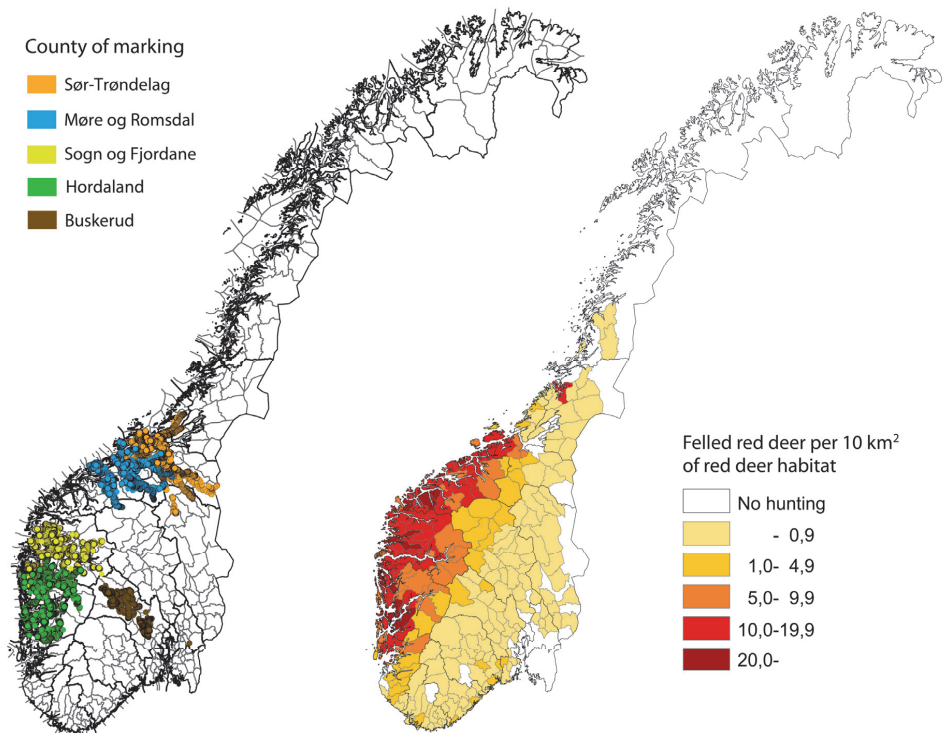 County of marking
Sør-Trøndelag
Møre og Romsdal
Sogn og Fjordane
Hordaland
Buskerud
Felled red deer per 10 km²
of red deer habitat
No hunting
- 0,9
1,0- 4,9
5,0- 9,9
10,0-19,9
20,0-